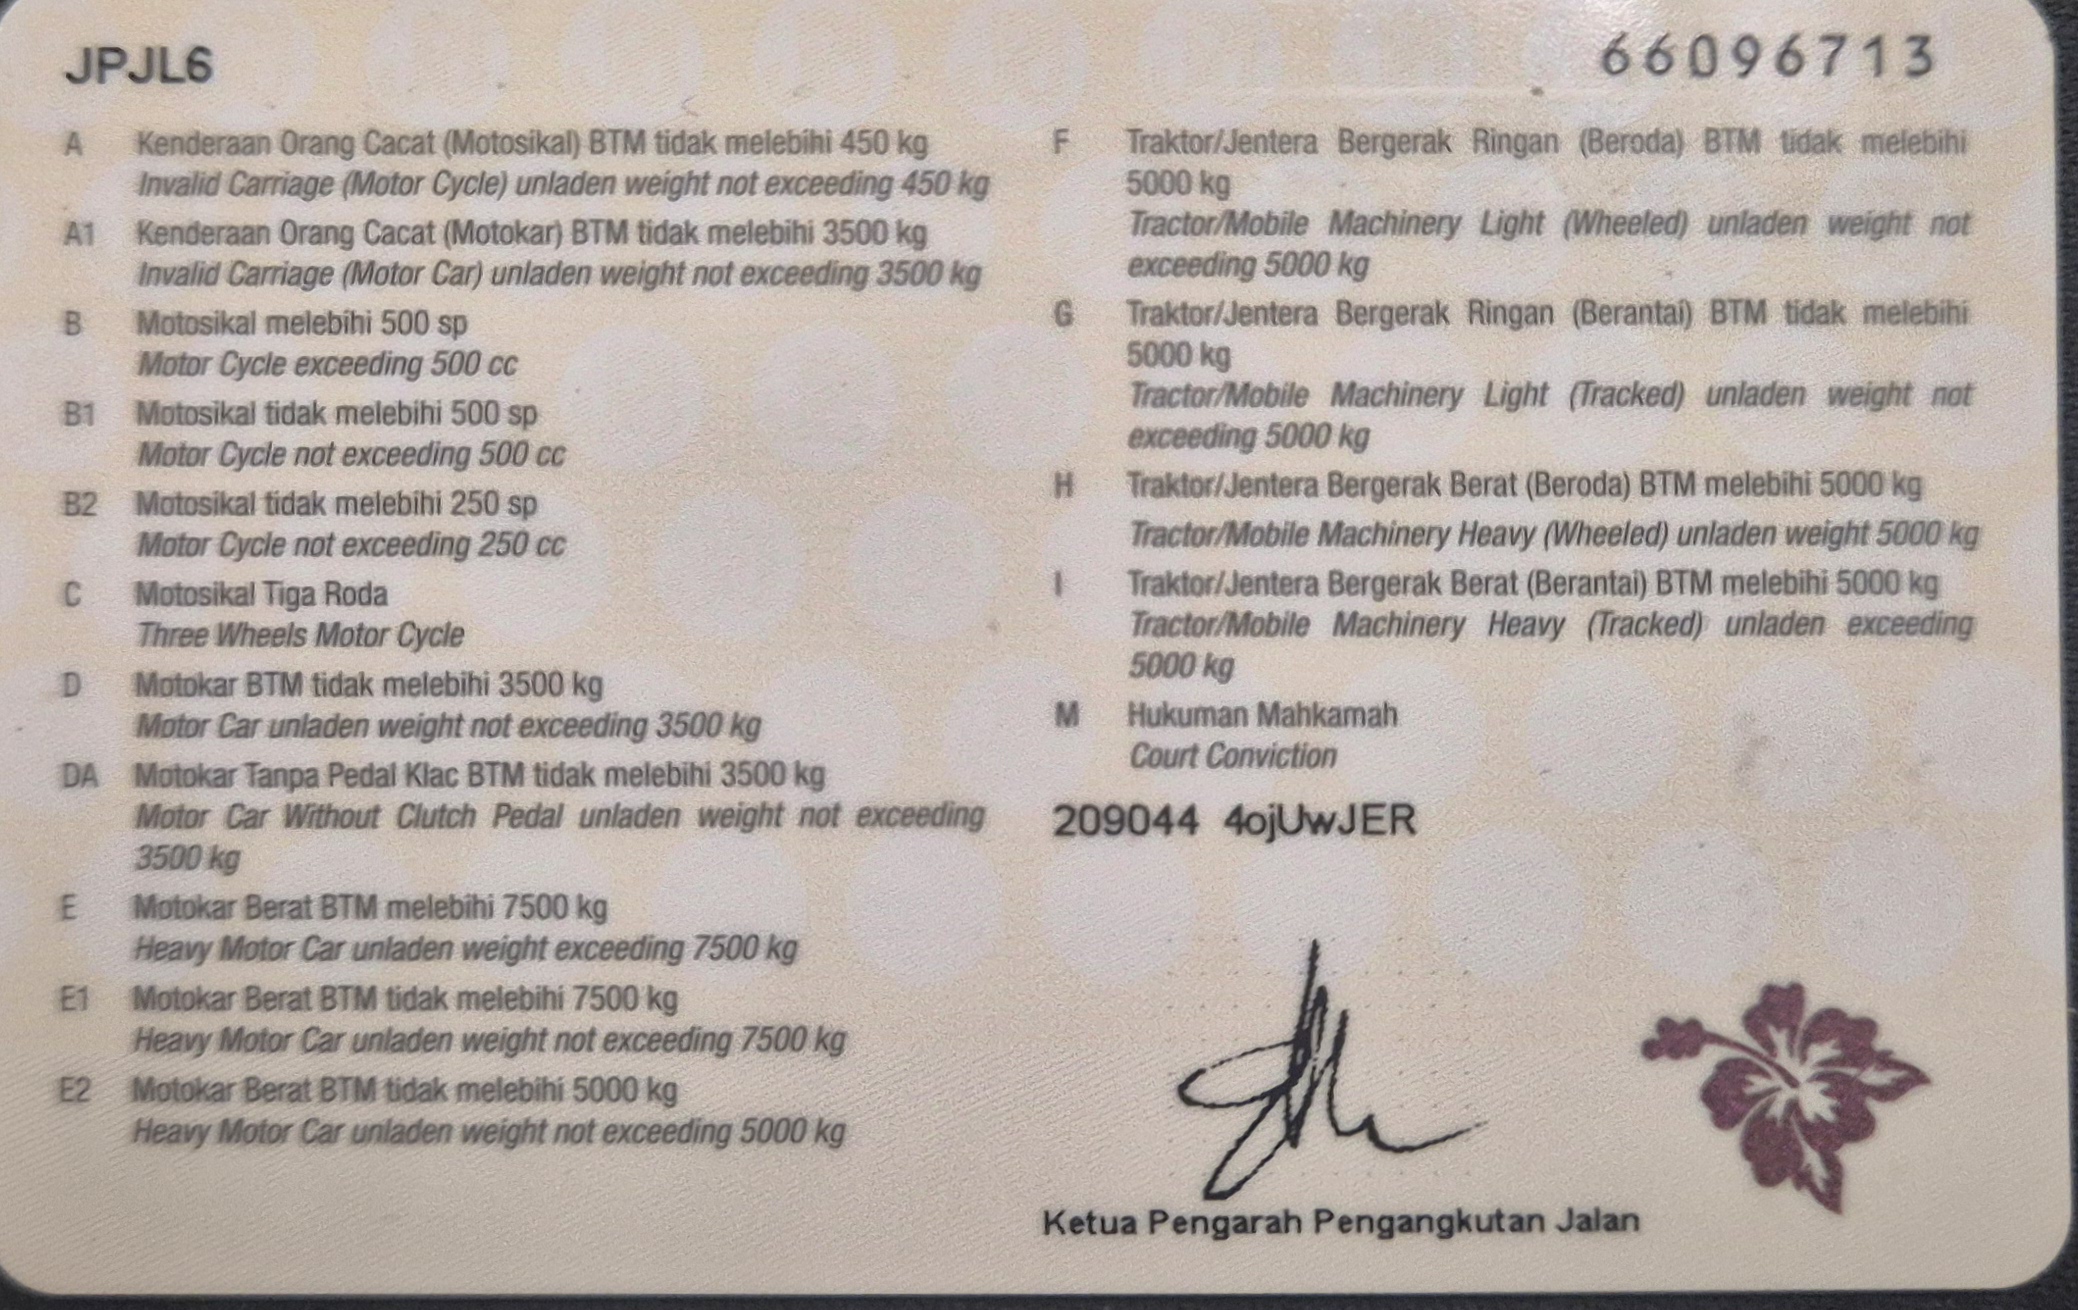 JPJL6
66096713
A Kenderaan Orang Cacat (Motosikal) BTM tidak melebihi 450 kg
Invalid Carriage (Motor Cycle) unladen weight not exceeding 450 kg
A1 Kenderaan Orang Cacat (Motokar) BTM tidak melebihi 3500 kg
Invalid Carriage (Motor Car) unladen weight not exceeding 3500 kg
B Motosikal melebihi 500 sp
Motor Cycle exceeding 500 cc
B1 Motosikal tidak melebihi 500 sp
Motor Cycle not exceeding 500 cc
B2 Motosikal tidak melebihi 250 sp
Motor Cycle not exceeding 250 cc
C Motosikal Tiga Roda
Three Wheels Motor Cycle
D Motokar BTM tidak melebihi 3500 kg
Motor Car unladen weight not exceeding 3500 kg
DA Motokar Tanpa Pedal Klac BTM tidak melebihi 3500 kg
Motor Car Without Clutch Pedal unladen weight not exceeding
3500 kg
E Motokar Berat BTM melebihi 7500 kg
Heavy Motor Car unladen weight exceeding 7500 kg
E1 Motokar Berat BTM tidak melebihi 7500 kg
Heavy Motor Car unladen weight not exceeding 7500 kg
E2 Motokar Berat BTM tidak melebihi 5000 kg
Heavy Motor Car unladen weight not exceeding 5000 kg
F Traktor/Jentera Bergerak Ringan (Beroda) BTM tidak melebihi
5000 kg
Tractor/Mobile Machinery Light (Wheeled) unladen weight not
exceeding 5000 kg
G Traktor/Jentera Bergerak Ringan (Berantai) BTM tidak melebihi
5000 kg
Tractor/Mobile Machinery Light (Tracked) unladen weight not
exceeding 5000 kg
H Traktor/Jentera Bergerak Berat (Beroda) BTM melebihi 5000 kg
Tractor/Mobile Machinery Heavy (Wheeled) unladen weight 5000 kg
I Traktor/Jentera Bergerak Berat (Berantai) BTM melebihi 5000 kg
Tractor/Mobile Machinery Heavy (Tracked) unladen exceeding
5000 kg
M Hukuman Mahkamah
Court Conviction
209044 4ojUwJER
Ketua Pengarah Pengangkutan Jalan